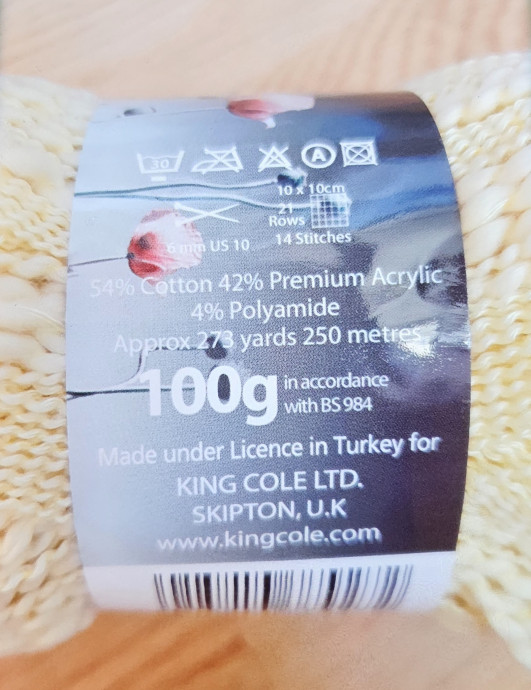 30
A
10 x 10cm
21
Rows
6 mm US 10
14 Stitches
54% Cotton 42% Premium Acrylic
4% Polyamide
Approx 273 yards 250 metres
100g
in accordance
with BS 984
Made under Licence in Turkey for
KING COLE LTD.
SKIPTON, U.K
www.kingcole.com